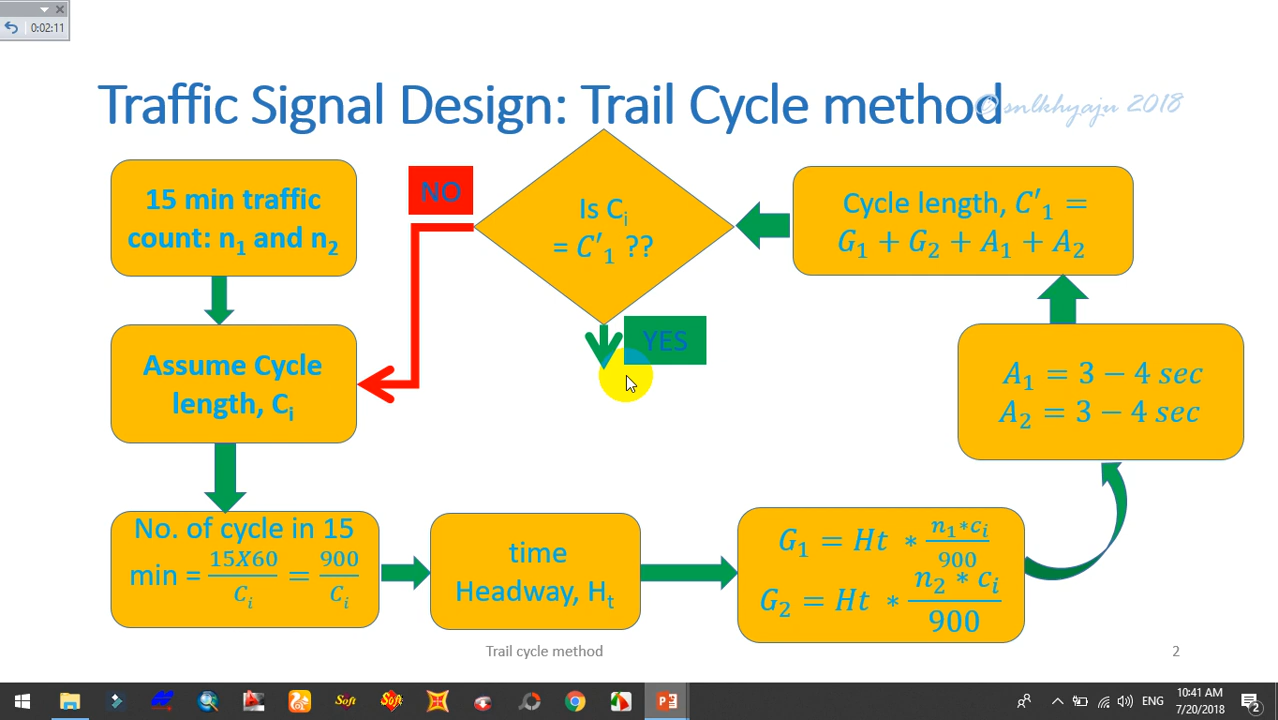 0:02:11
Traffic Signal Design: Trail Cycle method
© snlkhyaju 2018
15 min traffic
count: n₁ and n₂
Assume Cycle
length, Cᵢ
No. of cycle in 15
min = 15X60/Cᵢ = 900/Cᵢ
time
Headway, Hₜ
G₁ = Ht * n₁*cᵢ/900
G₂ = Ht * n₂ * cᵢ/900
A₁ = 3 − 4 sec
A₂ = 3 − 4 sec
Cycle length, C′₁ =
G₁ + G₂ + A₁ + A₂
Is Cᵢ
= C′₁ ??
NO
YES
Trail cycle method
2
Soft
Soft
ENG
10:41 AM
7/20/2018
2